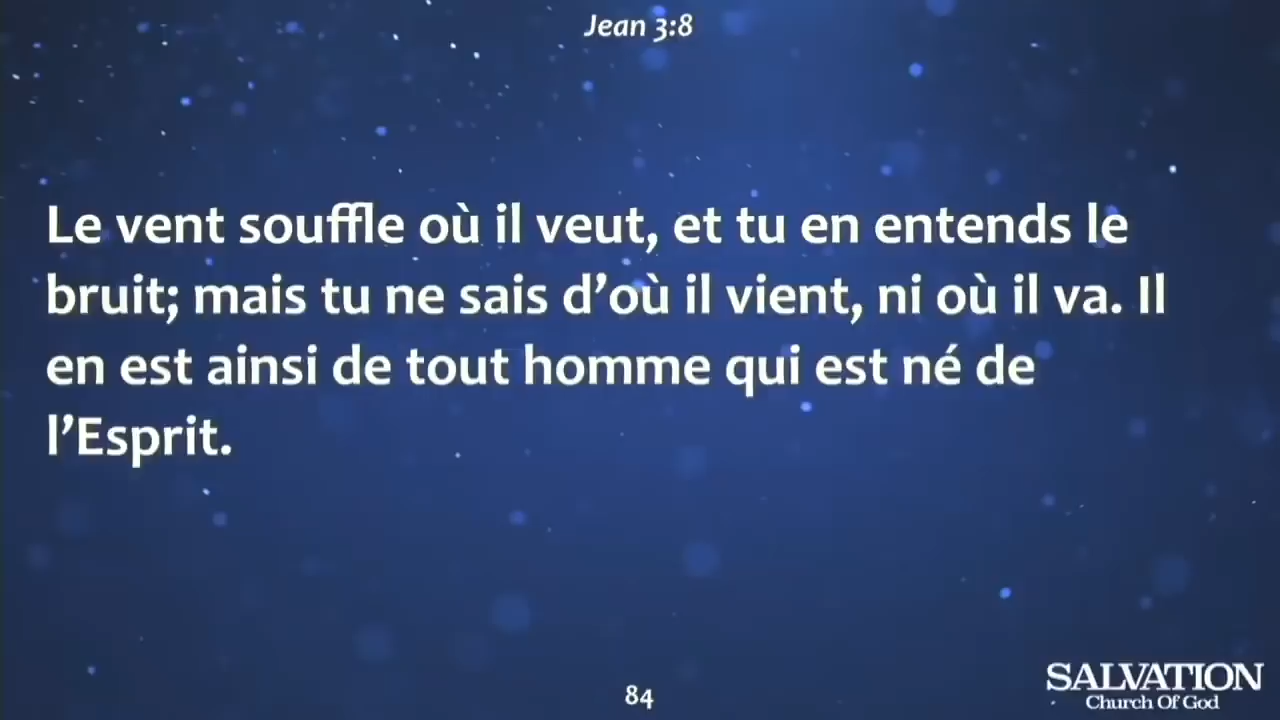 Jean 3:8
Le vent souffle où il veut, et tu en entends le
bruit; mais tu ne sais d’où il vient, ni où il va. Il
en est ainsi de tout homme qui est né de
l’Esprit.
84
SALVATION
Church Of God